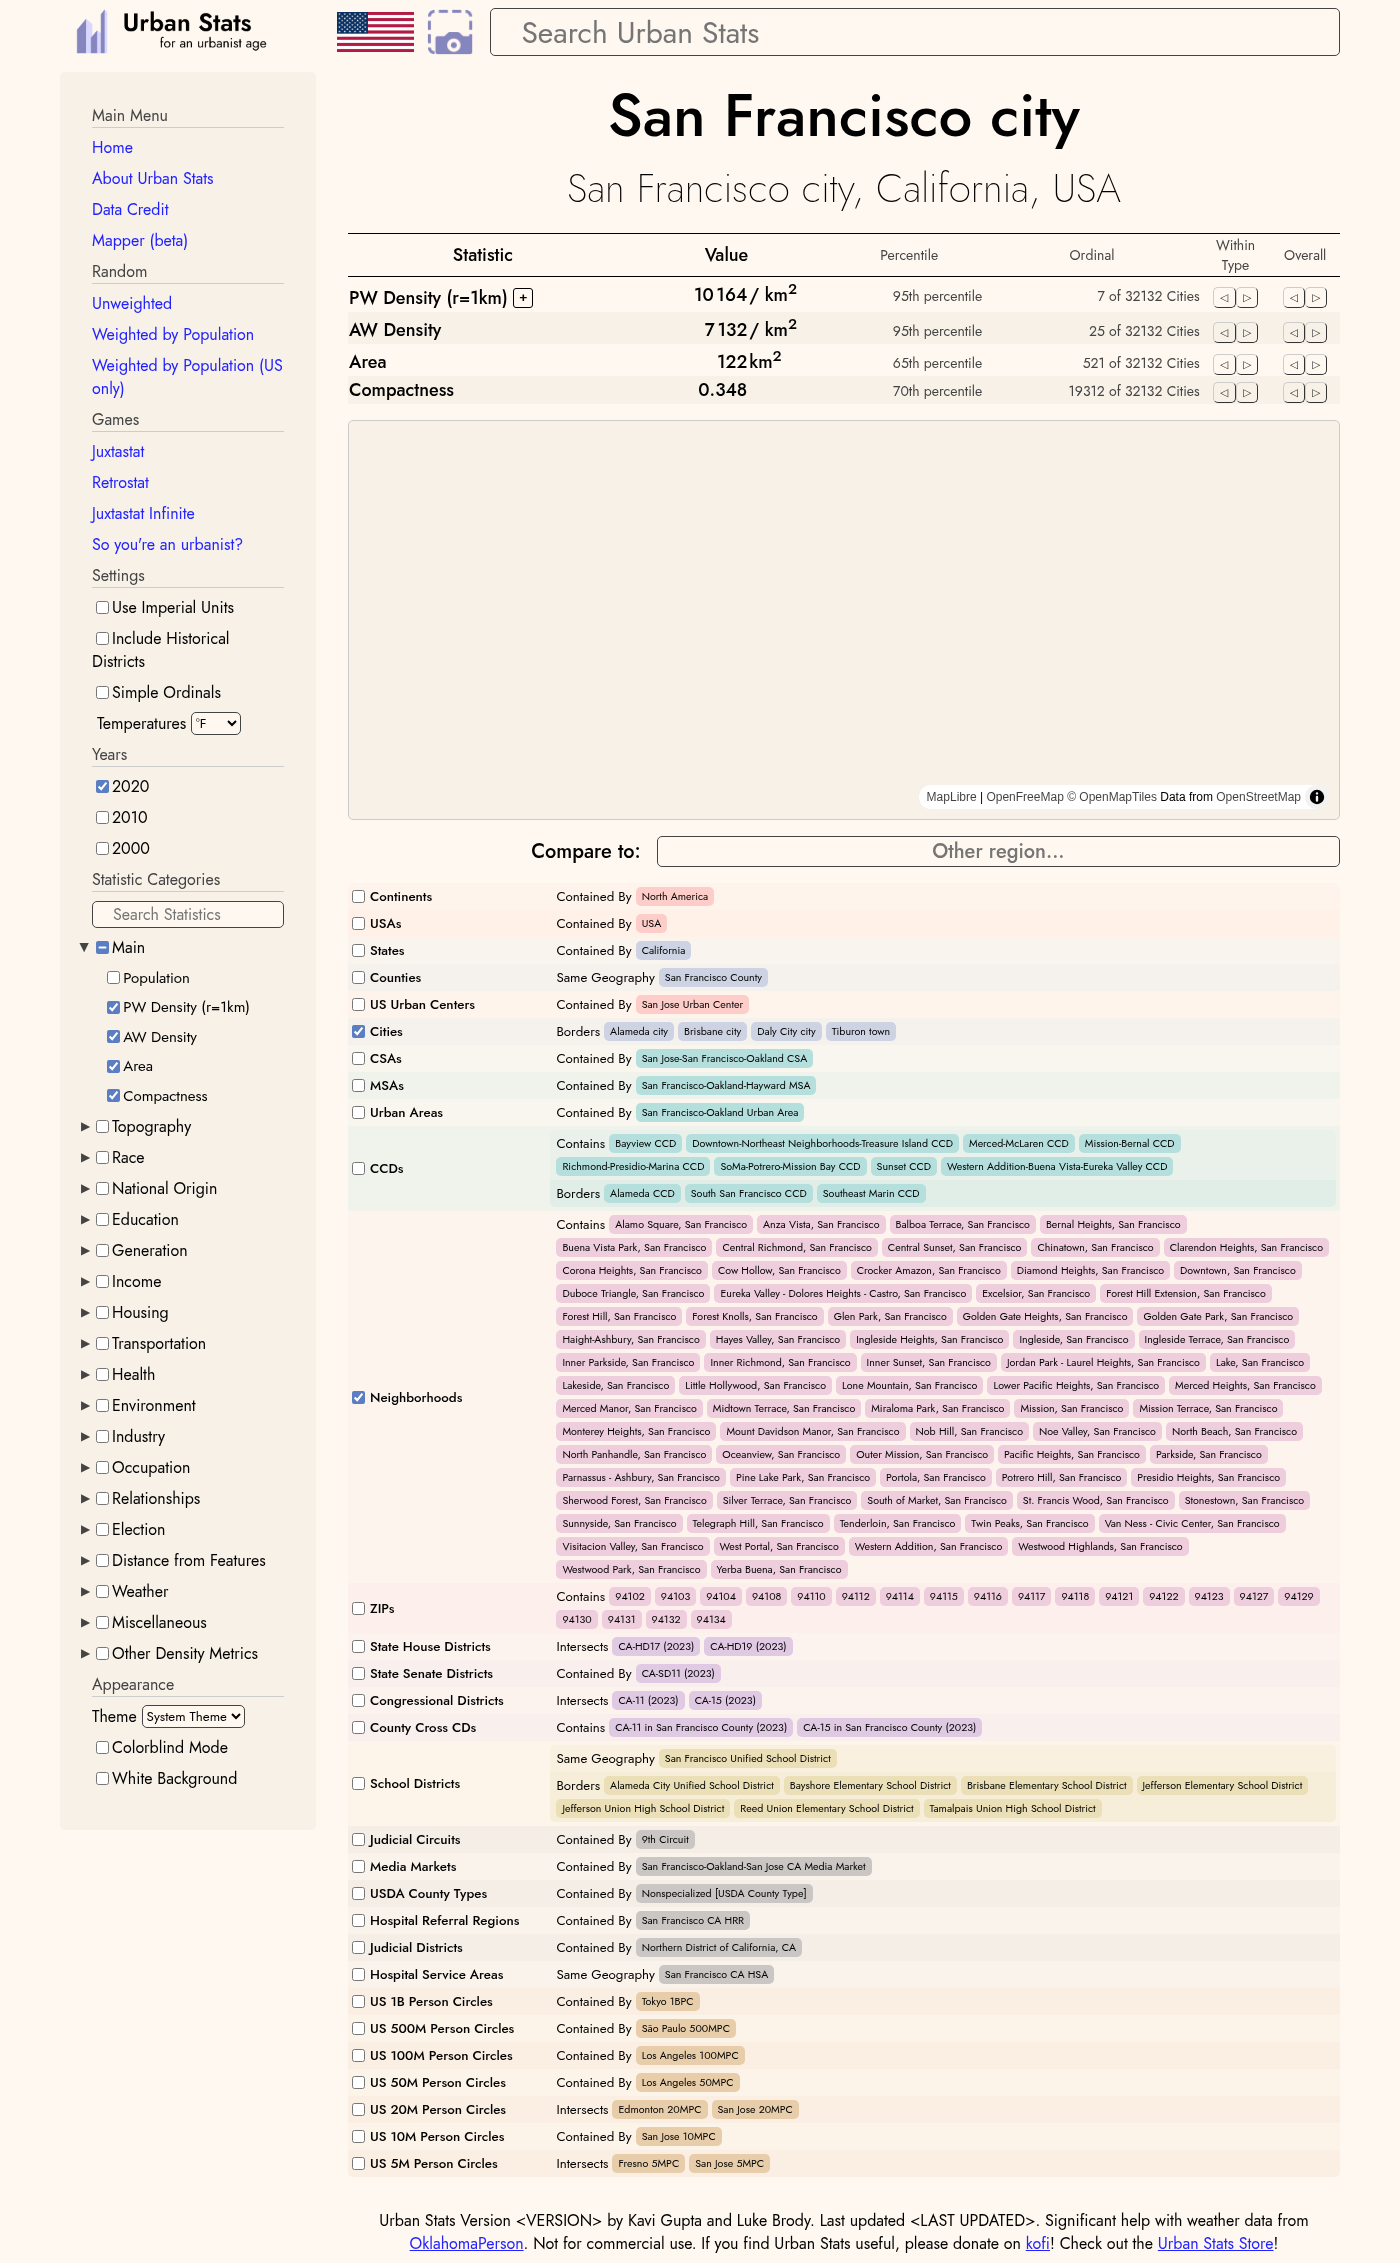 Urban Stats
for an urbanist age
Search Urban Stats
Main Menu
Home
About Urban Stats
Data Credit
Mapper (beta)
Random
Unweighted
Weighted by Population
Weighted by Population (US
only)
Games
Juxtastat
Retrostat
Juxtastat Infinite
So you're an urbanist?
Settings
Use Imperial Units
Include Historical
Districts
Simple Ordinals
Temperatures °F
Years
2020
2010
2000
Statistic Categories
Search Statistics
Main
Population
PW Density (r=1km)
AW Density
Area
Compactness
Topography
Race
National Origin
Education
Generation
Income
Housing
Transportation
Health
Environment
Industry
Occupation
Relationships
Election
Distance from Features
Weather
Miscellaneous
Other Density Metrics
Appearance
Theme System Theme
Colorblind Mode
White Background
San Francisco city
San Francisco city, California, USA
Statistic Value Percentile Ordinal Within Type Overall
PW Density (r=1km) + 10 164 / km2 95th percentile 7 of 32132 Cities
AW Density 7 132 / km2 95th percentile 25 of 32132 Cities
Area 122 km2 65th percentile 521 of 32132 Cities
Compactness 0.348 70th percentile 19312 of 32132 Cities
MapLibre | OpenFreeMap © OpenMapTiles Data from OpenStreetMap
Compare to: Other region...
Continents Contained By North America
USAs Contained By USA
States Contained By California
Counties Same Geography San Francisco County
US Urban Centers Contained By San Jose Urban Center
Cities Borders Alameda city Brisbane city Daly City city Tiburon town
CSAs Contained By San Jose-San Francisco-Oakland CSA
MSAs Contained By San Francisco-Oakland-Hayward MSA
Urban Areas Contained By San Francisco-Oakland Urban Area
CCDs Contains Bayview CCD Downtown-Northeast Neighborhoods-Treasure Island CCD Merced-McLaren CCD Mission-Bernal CCD
Richmond-Presidio-Marina CCD SoMa-Potrero-Mission Bay CCD Sunset CCD Western Addition-Buena Vista-Eureka Valley CCD
Borders Alameda CCD South San Francisco CCD Southeast Marin CCD
Neighborhoods Contains Alamo Square, San Francisco Anza Vista, San Francisco Balboa Terrace, San Francisco Bernal Heights, San Francisco
Buena Vista Park, San Francisco Central Richmond, San Francisco Central Sunset, San Francisco Chinatown, San Francisco Clarendon Heights, San Francisco
Corona Heights, San Francisco Cow Hollow, San Francisco Crocker Amazon, San Francisco Diamond Heights, San Francisco Downtown, San Francisco
Duboce Triangle, San Francisco Eureka Valley - Dolores Heights - Castro, San Francisco Excelsior, San Francisco Forest Hill Extension, San Francisco
Forest Hill, San Francisco Forest Knolls, San Francisco Glen Park, San Francisco Golden Gate Heights, San Francisco Golden Gate Park, San Francisco
Haight-Ashbury, San Francisco Hayes Valley, San Francisco Ingleside Heights, San Francisco Ingleside, San Francisco Ingleside Terrace, San Francisco
Inner Parkside, San Francisco Inner Richmond, San Francisco Inner Sunset, San Francisco Jordan Park - Laurel Heights, San Francisco Lake, San Francisco
Lakeside, San Francisco Little Hollywood, San Francisco Lone Mountain, San Francisco Lower Pacific Heights, San Francisco Merced Heights, San Francisco
Merced Manor, San Francisco Midtown Terrace, San Francisco Miraloma Park, San Francisco Mission, San Francisco Mission Terrace, San Francisco
Monterey Heights, San Francisco Mount Davidson Manor, San Francisco Nob Hill, San Francisco Noe Valley, San Francisco North Beach, San Francisco
North Panhandle, San Francisco Oceanview, San Francisco Outer Mission, San Francisco Pacific Heights, San Francisco Parkside, San Francisco
Parnassus - Ashbury, San Francisco Pine Lake Park, San Francisco Portola, San Francisco Potrero Hill, San Francisco Presidio Heights, San Francisco
Sherwood Forest, San Francisco Silver Terrace, San Francisco South of Market, San Francisco St. Francis Wood, San Francisco Stonestown, San Francisco
Sunnyside, San Francisco Telegraph Hill, San Francisco Tenderloin, San Francisco Twin Peaks, San Francisco Van Ness - Civic Center, San Francisco
Visitacion Valley, San Francisco West Portal, San Francisco Western Addition, San Francisco Westwood Highlands, San Francisco
Westwood Park, San Francisco Yerba Buena, San Francisco
ZIPs Contains 94102 94103 94104 94108 94110 94112 94114 94115 94116 94117 94118 94121 94122 94123 94127 94129
94130 94131 94132 94134
State House Districts Intersects CA-HD17 (2023) CA-HD19 (2023)
State Senate Districts Contained By CA-SD11 (2023)
Congressional Districts Intersects CA-11 (2023) CA-15 (2023)
County Cross CDs Contains CA-11 in San Francisco County (2023) CA-15 in San Francisco County (2023)
School Districts Same Geography San Francisco Unified School District
Borders Alameda City Unified School District Bayshore Elementary School District Brisbane Elementary School District Jefferson Elementary School District
Jefferson Union High School District Reed Union Elementary School District Tamalpais Union High School District
Judicial Circuits Contained By 9th Circuit
Media Markets Contained By San Francisco-Oakland-San Jose CA Media Market
USDA County Types Contained By Nonspecialized [USDA County Type]
Hospital Referral Regions Contained By San Francisco CA HRR
Judicial Districts Contained By Northern District of California, CA
Hospital Service Areas Same Geography San Francisco CA HSA
US 1B Person Circles Contained By Tokyo 1BPC
US 500M Person Circles Contained By São Paulo 500MPC
US 100M Person Circles Contained By Los Angeles 100MPC
US 50M Person Circles Contained By Los Angeles 50MPC
US 20M Person Circles Intersects Edmonton 20MPC San Jose 20MPC
US 10M Person Circles Contained By San Jose 10MPC
US 5M Person Circles Intersects Fresno 5MPC San Jose 5MPC
Urban Stats Version <VERSION> by Kavi Gupta and Luke Brody. Last updated <LAST UPDATED>. Significant help with weather data from
OklahomaPerson. Not for commercial use. If you find Urban Stats useful, please donate on kofi! Check out the Urban Stats Store!